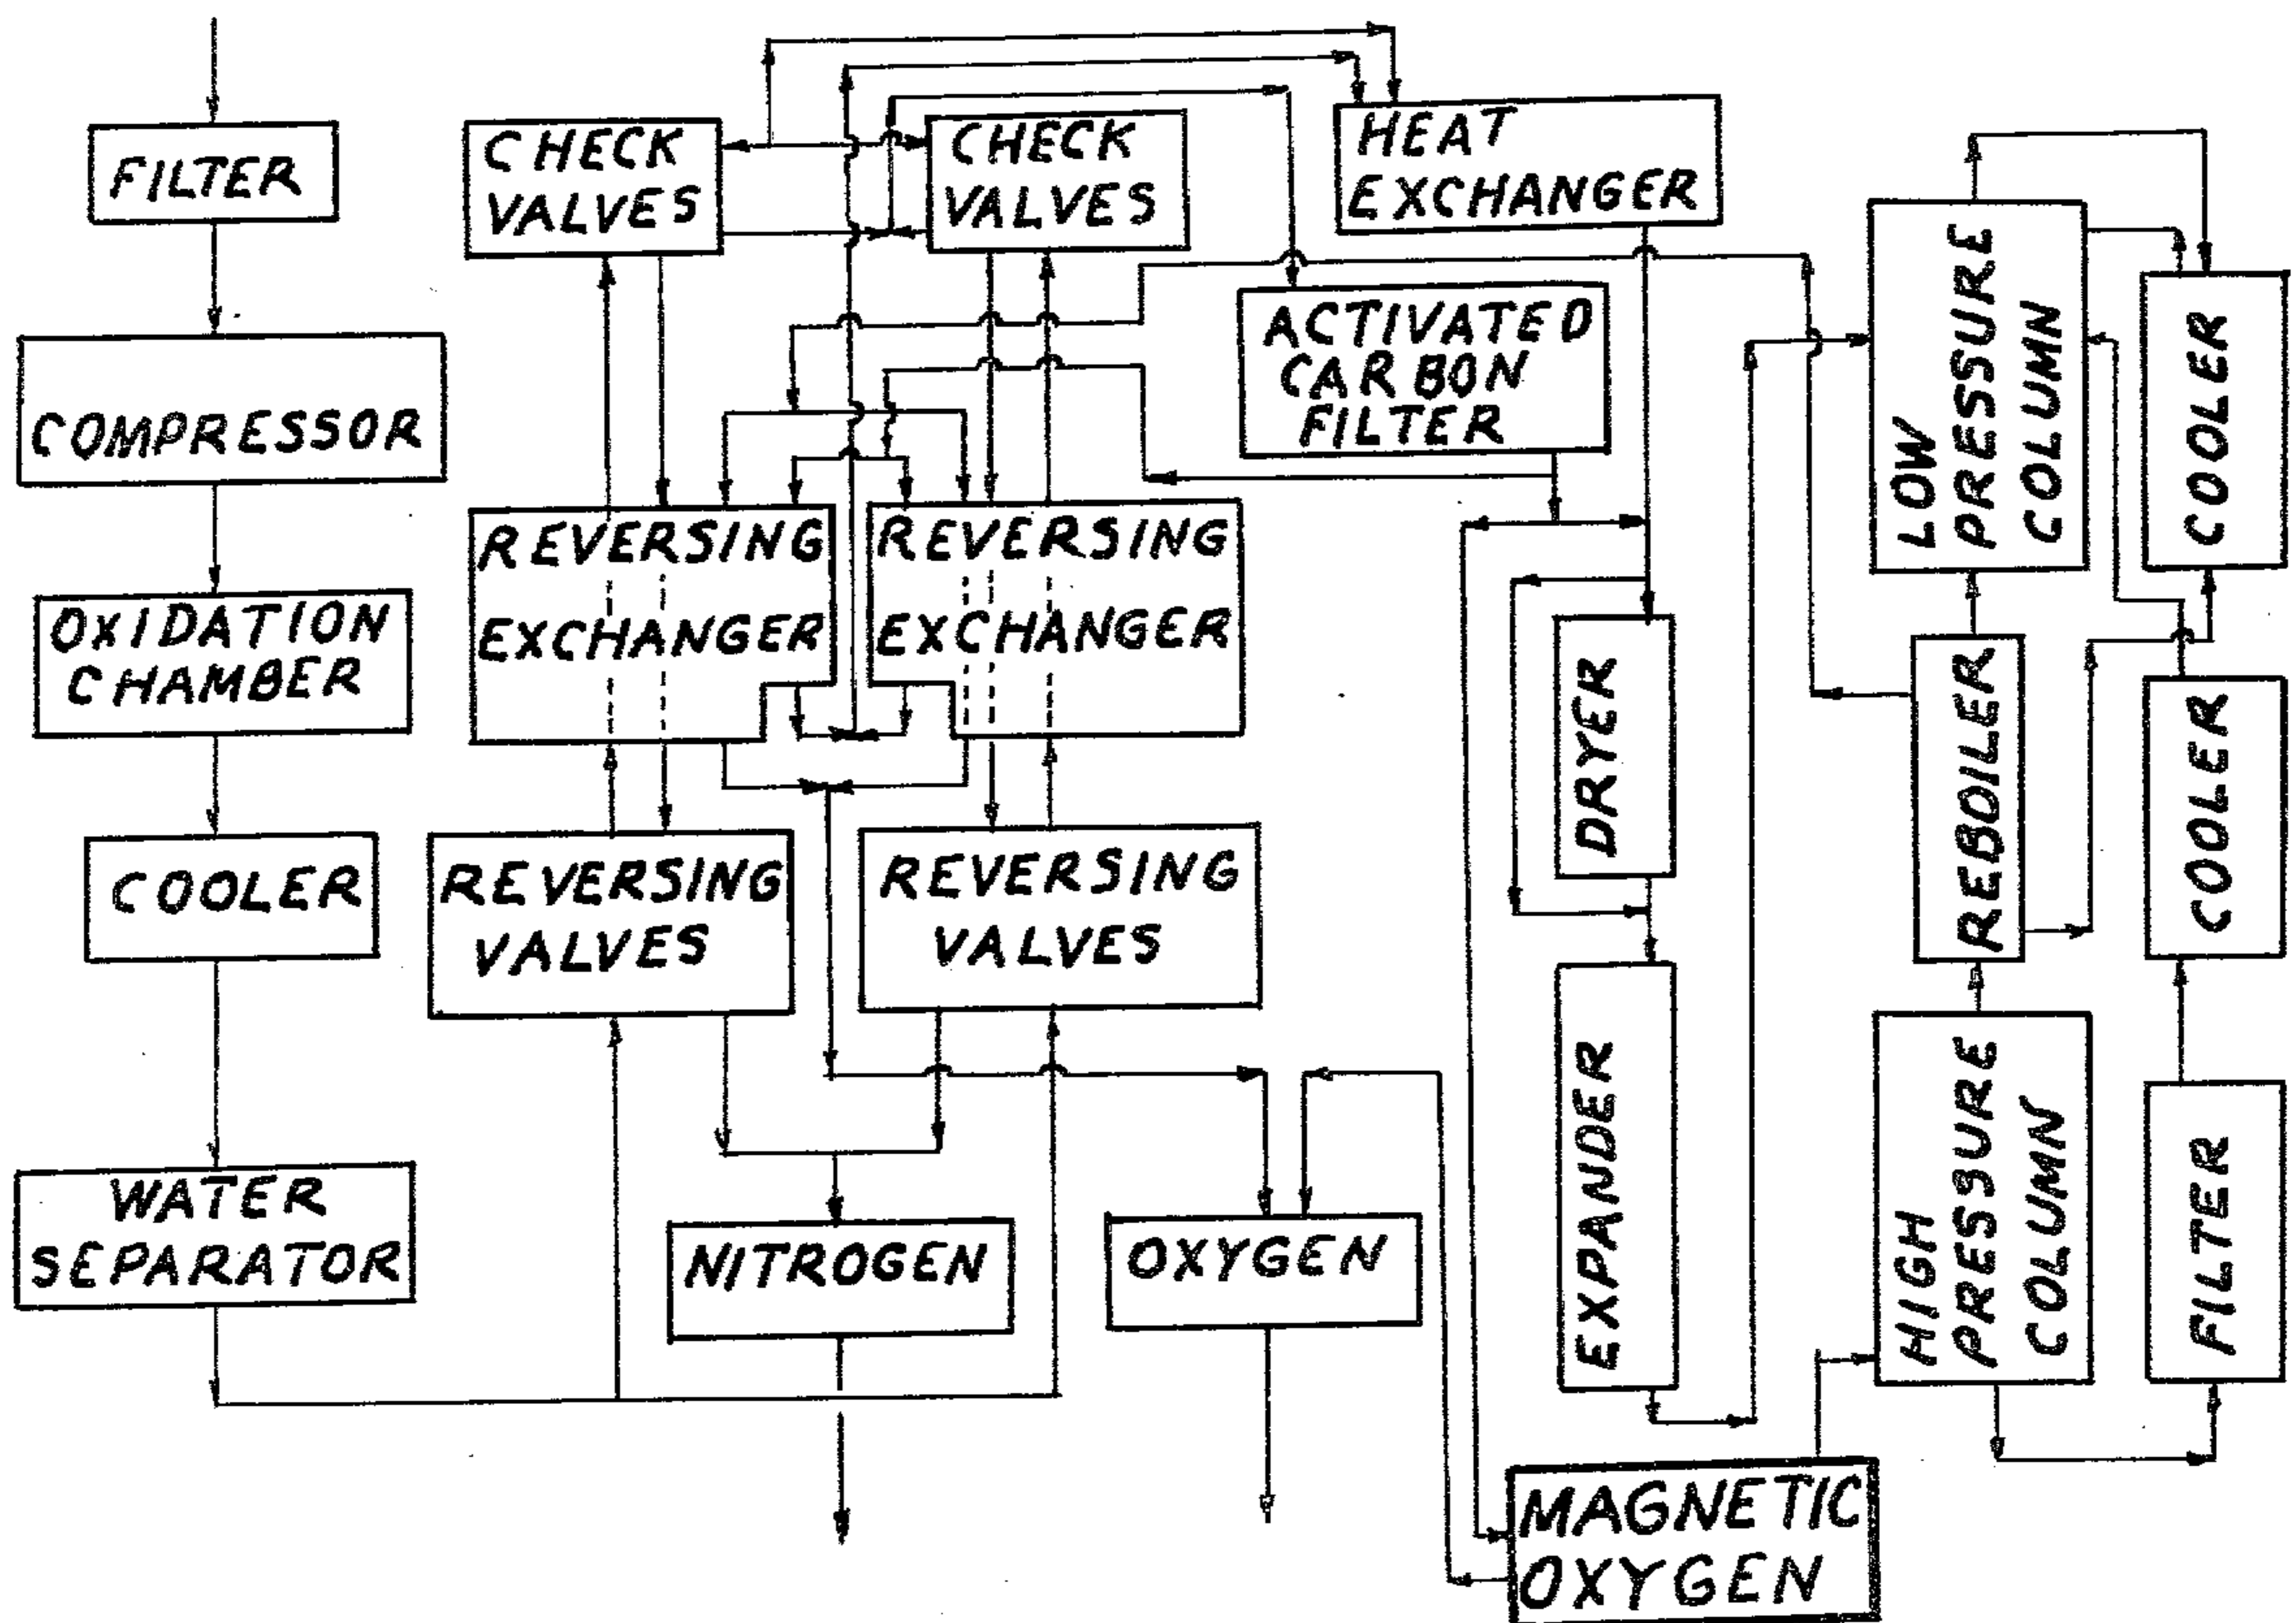 FILTER
COMPRESSOR
OXIDATION
CHAMBER
COOLER
WATER
SEPARATOR
CHECK
VALVES
CHECK
VALVES
REVERSING
EXCHANGER
REVERSING
EXCHANGER
REVERSING
VALVES
REVERSING
VALVES
NITROGEN
OXYGEN
HEAT
EXCHANGER
ACTIVATED
CARBON
FILTER
DRYER
EXPANDER
MAGNETIC
OXYGEN
LOW
PRESSURE
COLUMN
REBOILER
HIGH
PRESSURE
COLUMN
COOLER
COOLER
FILTER